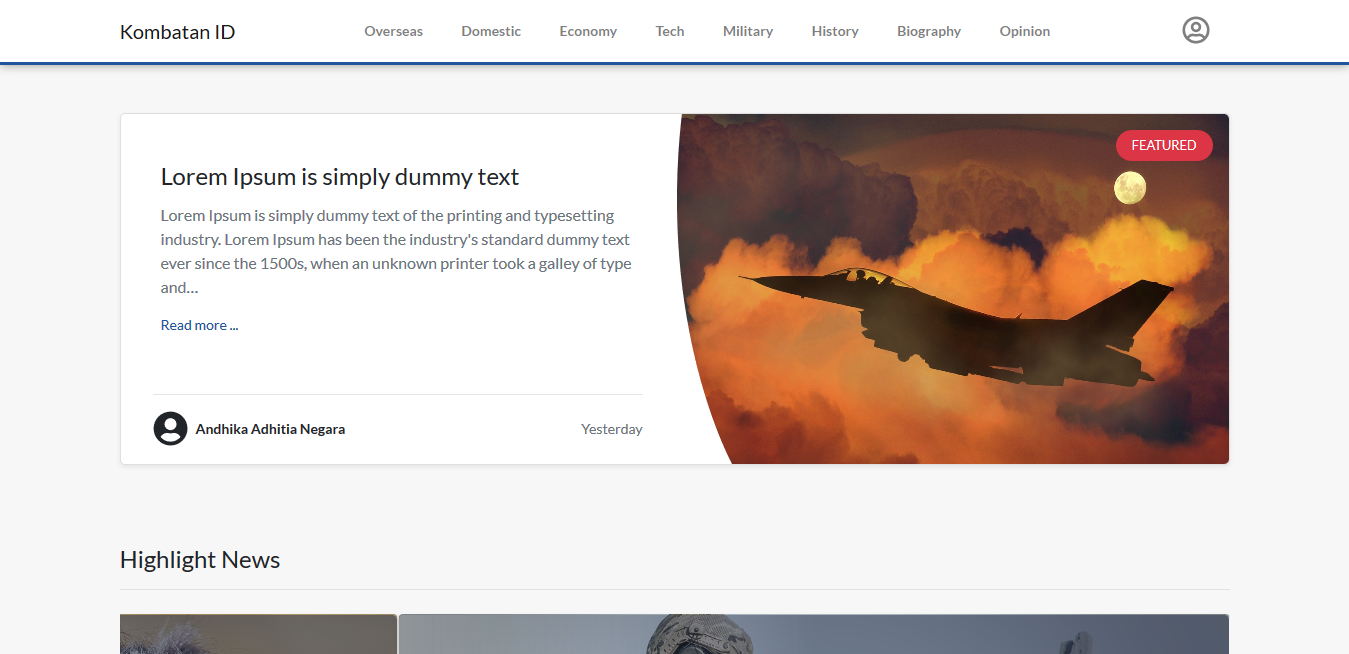 Kombatan ID
Overseas Domestic Economy Tech Military History Biography Opinion
FEATURED
Lorem Ipsum is simply dummy text
Lorem Ipsum is simply dummy text of the printing and typesetting
industry. Lorem Ipsum has been the industry's standard dummy text
ever since the 1500s, when an unknown printer took a galley of type
and...
Read more ...
Andhika Adhitia Negara
Yesterday
Highlight News